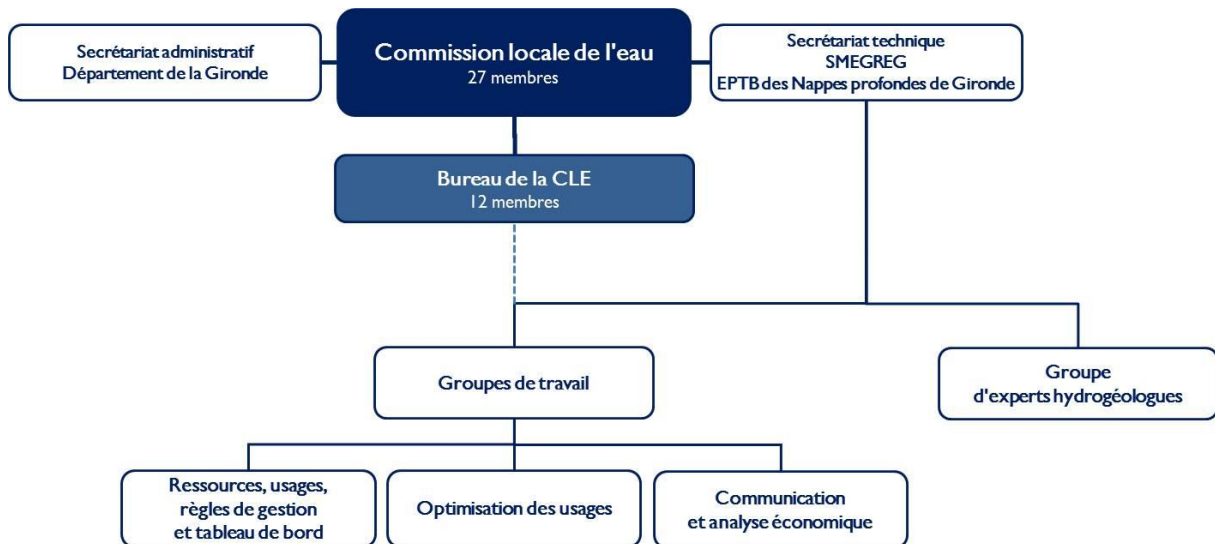 Secrétariat administratif
Département de la Gironde
Commission locale de l'eau
27 membres
Secrétariat technique
SMEGREG
EPTB des Nappes profondes de Gironde
Bureau de la CLE
12 membres
Groupes de travail
Groupe
d'experts hydrogéologues
Ressources, usages,
règles de gestion
et tableau de bord
Optimisation des usages
Communication
et analyse économique